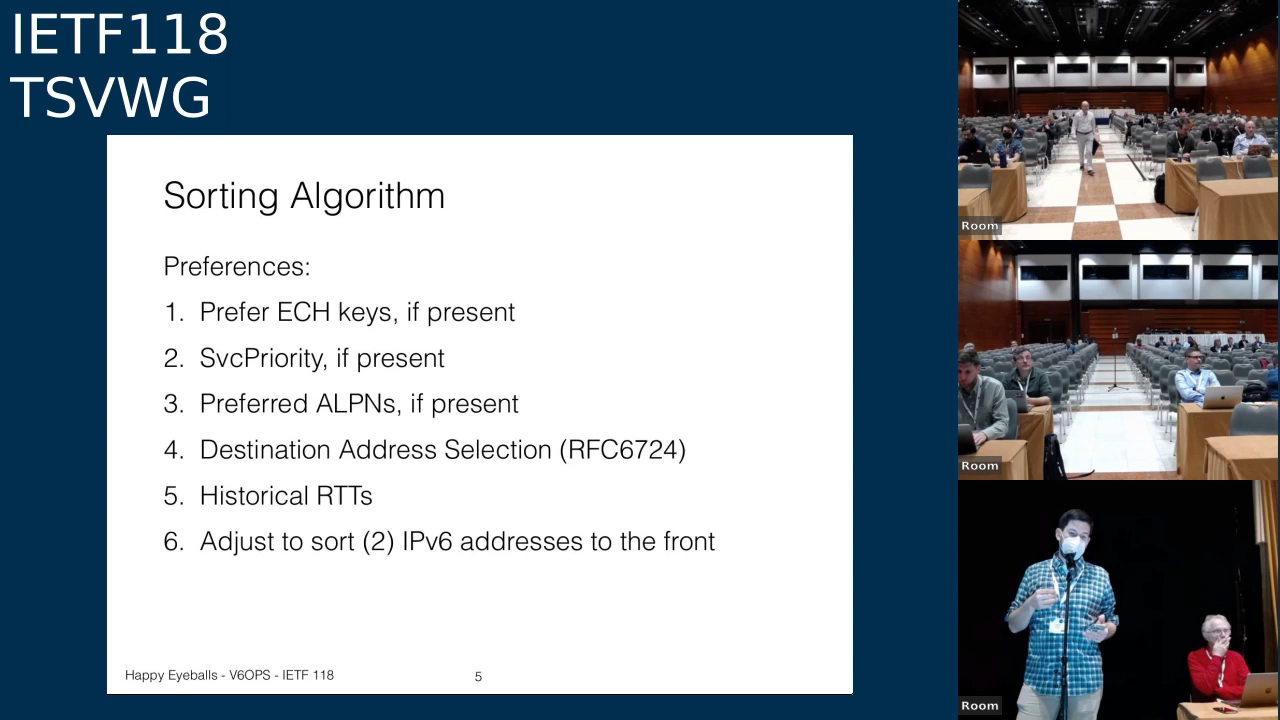 IETF118
TSVWG
Sorting Algorithm
Preferences:
1. Prefer ECH keys, if present
2. SvcPriority, if present
3. Preferred ALPNs, if present
4. Destination Address Selection (RFC6724)
5. Historical RTTs
6. Adjust to sort (2) IPv6 addresses to the front
Happy Eyeballs - V6OPS - IETF 118
5
Room
Room
Room